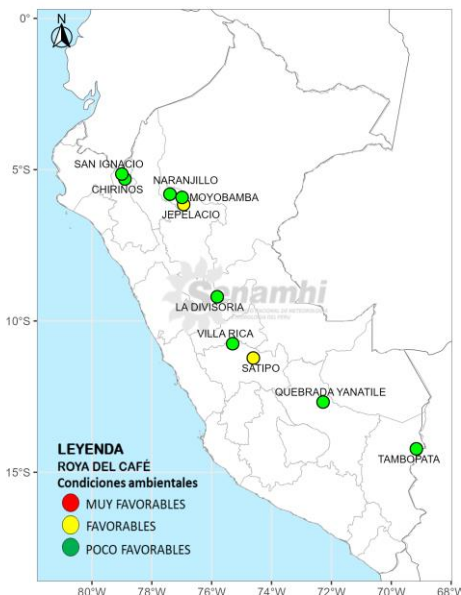 0°
N
5°S
SAN IGNACIO
CHIRINOS
NARANJILLO
MOYOBAMBA
JEPELACIO
Senamhi
LA DIVISORIA
10°S
VILLA RICA
SATIPO
QUEBRADA YANATILE
TAMBOPATA
15°S
LEYENDA
ROYA DEL CAFÉ
Condiciones ambientales
MUY FAVORABLES
FAVORABLES
POCO FAVORABLES
80°W 78°W 76°W 74°W 72°W 70°W 68°W